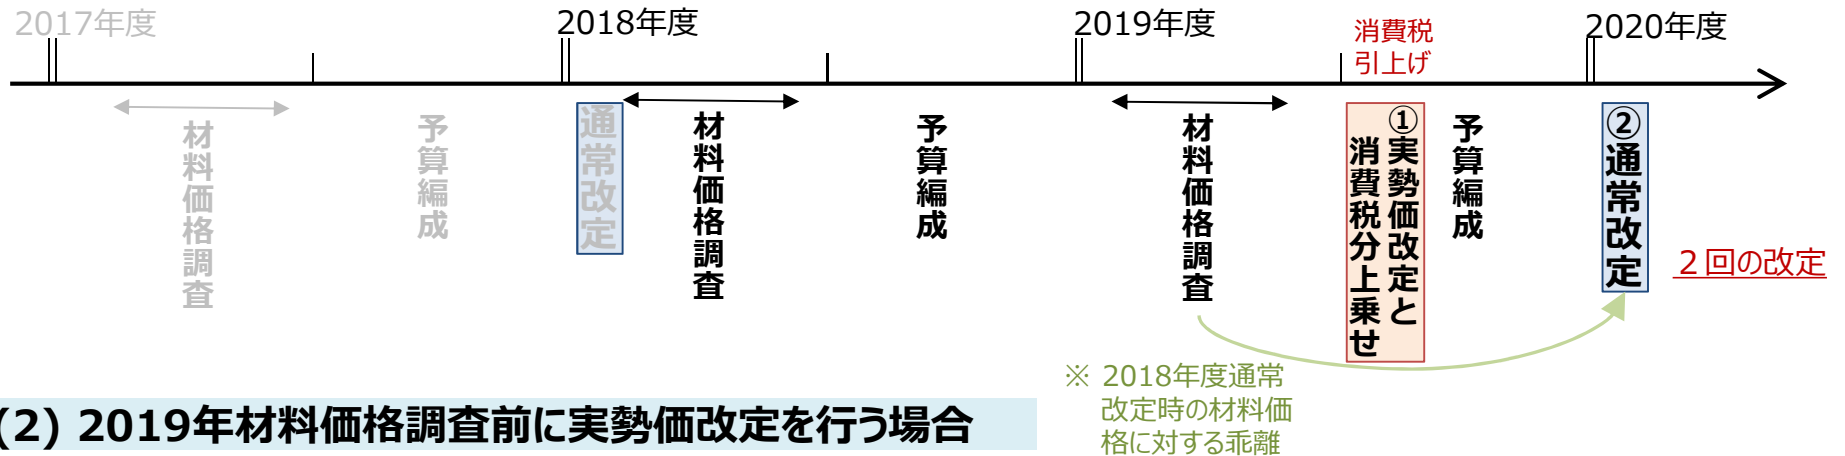 2017年度
2018年度
2019年度
消費税
引上げ
2020年度
材料価格調査
予算編成
通常改定
材料価格調査
予算編成
材料価格調査
①実勢価改定と
消費税分上乗せ
予算編成
②通常改定
２回の改定
※ 2018年度通常
改定時の材料価
格に対する乖離
(2) 2019年材料価格調査前に実勢価改定を行う場合